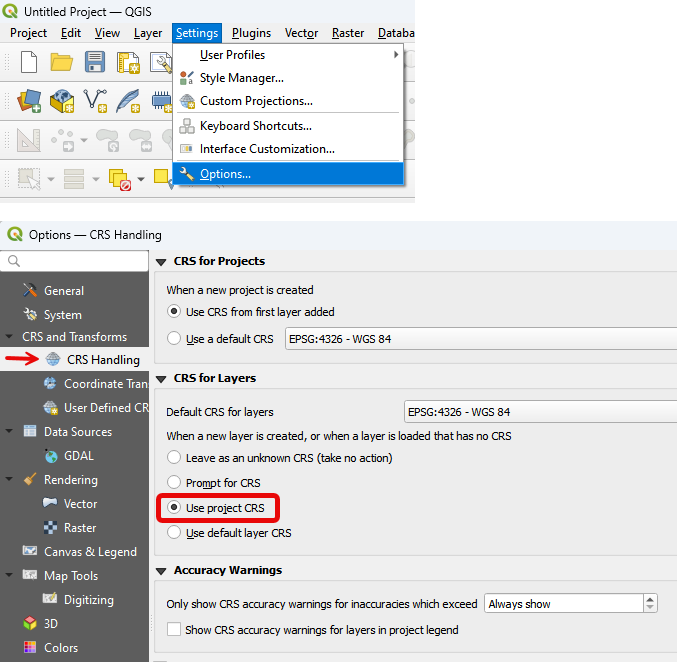 Untitled Project — QGIS
Project Edit View Layer Settings Plugins Vector Raster Databa
User Profiles
Style Manager...
Custom Projections...
Keyboard Shortcuts...
Interface Customization...
Options...
Options — CRS Handling
General
System
CRS and Transforms
CRS Handling
Coordinate Tran
User Defined CR
Data Sources
GDAL
Rendering
Vector
Raster
Canvas & Legend
Map Tools
Digitizing
3D
Colors
CRS for Projects
When a new project is created
Use CRS from first layer added
Use a default CRS EPSG:4326 - WGS 84
CRS for Layers
Default CRS for layers EPSG:4326 - WGS 84
When a new layer is created, or when a layer is loaded that has no CRS
Leave as an unknown CRS (take no action)
Prompt for CRS
Use project CRS
Use default layer CRS
Accuracy Warnings
Only show CRS accuracy warnings for inaccuracies which exceed Always show
Show CRS accuracy warnings for layers in project legend